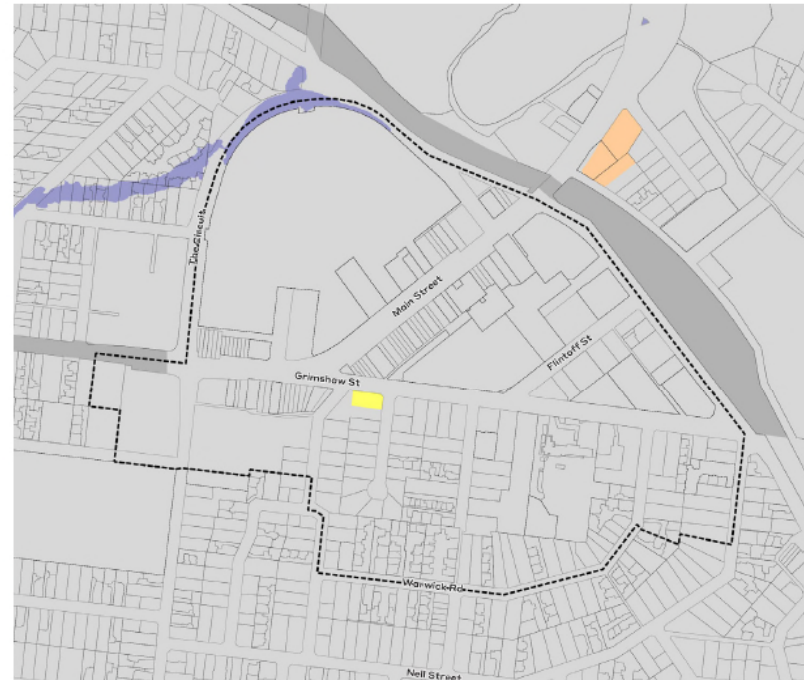 The Circuit
Main Street
Flintoff St
Grimshaw St
Warwick Rd
Nell Street